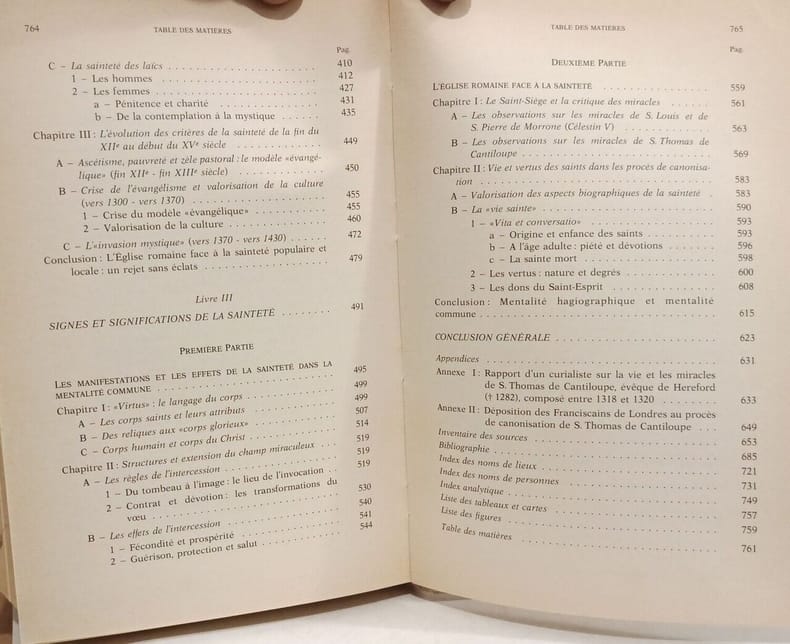 764
TABLE DES MATIÈRES
Pag.
C – La sainteté des laïcs . . . . . . . . . . 410
1 – Les hommes . . . . . . . . . . 412
2 – Les femmes . . . . . . . . . . 427
a – Pénitence et charité . . . . . . . . . . 431
b – De la contemplation à la mystique . . . . . . . . . . 435
Chapitre III : L'évolution des critères de la sainteté de la fin du
XIIe au début du XVe siècle . . . . . . . . . . 449
A – Ascétisme, pauvreté et zèle pastoral : le modèle «évangé-
lique» (fin XIIe - fin XIIIe siècle) . . . . . . . . . . 450
B – Crise de l'évangélisme et valorisation de la culture
(vers 1300 - vers 1370) . . . . . . . . . . 455
1 – Crise du modèle «évangélique» . . . . . . . . . . 455
2 – Valorisation de la culture . . . . . . . . . . 460
C – L'«invasion mystique» (vers 1370 - vers 1430) . . . . . 472
Conclusion : L'Église romaine face à la sainteté populaire et
locale : un rejet sans éclats . . . . . . . . . . 479
Livre III
SIGNES ET SIGNIFICATIONS DE LA SAINTETÉ . . . . . . . . 491
PREMIÈRE PARTIE
LES MANIFESTATIONS ET LES EFFETS DE LA SAINTETÉ DANS LA
MENTALITÉ COMMUNE . . . . . . . . . . 495
Chapitre I : «Virtus» : le langage du corps . . . . . . . . . . 499
A – Les corps saints et leurs attributs . . . . . . . . . . 499
B – Des reliques aux «corps glorieux» . . . . . . . . . . 507
C – Corps humain et corps du Christ . . . . . . . . . . 514
Chapitre II : Structures et extension du champ miraculeux . . . 519
A – Les règles de l'intercession . . . . . . . . . . 519
1 – Du tombeau à l'image : le lieu de l'invocation . . 519
2 – Contrat et dévotion : les transformations du
vœu . . . . . . . . . . 530
B – Les effets de l'intercession . . . . . . . . . . 540
1 – Fécondité et prospérité . . . . . . . . . . 541
2 – Guérison, protection et salut . . . . . . . . . . 544
TABLE DES MATIÈRES
765
Pag.
DEUXIÈME PARTIE
L'ÉGLISE ROMAINE FACE À LA SAINTETÉ . . . . . . . . . . 559
Chapitre I : Le Saint-Siège et la critique des miracles . . . . . . 561
A – Les observations sur les miracles de S. Louis et de
S. Pierre de Morrone (Célestin V) . . . . . . . . . . 563
B – Les observations sur les miracles de S. Thomas de
Cantiloupe . . . . . . . . . . 569
Chapitre II : Vie et vertus des saints dans les procès de canonisa-
tion . . . . . . . . . . 583
A – Valorisation des aspects biographiques de la sainteté . 583
B – La «vie sainte» . . . . . . . . . . 590
1 – «Vita et conversatio» . . . . . . . . . . 593
a – Origine et enfance des saints . . . . . . . . . . 593
b – A l'âge adulte : piété et dévotions . . . . . . . 596
c – La sainte mort . . . . . . . . . . 598
2 – Les vertus : nature et degrés . . . . . . . . . . 600
3 – Les dons du Saint-Esprit . . . . . . . . . . 608
Conclusion : Mentalité hagiographique et mentalité
commune . . . . . . . . . . 615
CONCLUSION GÉNÉRALE . . . . . . . . . . 623
Appendices . . . . . . . . . . 631
Annexe I : Rapport d'un curialiste sur la vie et les miracles
de S. Thomas de Cantiloupe, évêque de Hereford
(† 1282), composé entre 1318 et 1320 . . . . . . . . . . 633
Annexe II : Déposition des Franciscains de Londres au procès
de canonisation de S. Thomas de Cantiloupe . . . . 649
Inventaire des sources . . . . . . . . . . 653
Bibliographie . . . . . . . . . . 685
Index des noms de lieux . . . . . . . . . . 721
Index des noms de personnes . . . . . . . . . . 731
Index analytique . . . . . . . . . . 749
Liste des tableaux et cartes . . . . . . . . . . 757
Liste des figures . . . . . . . . . . 759
Table des matières . . . . . . . . . . 761